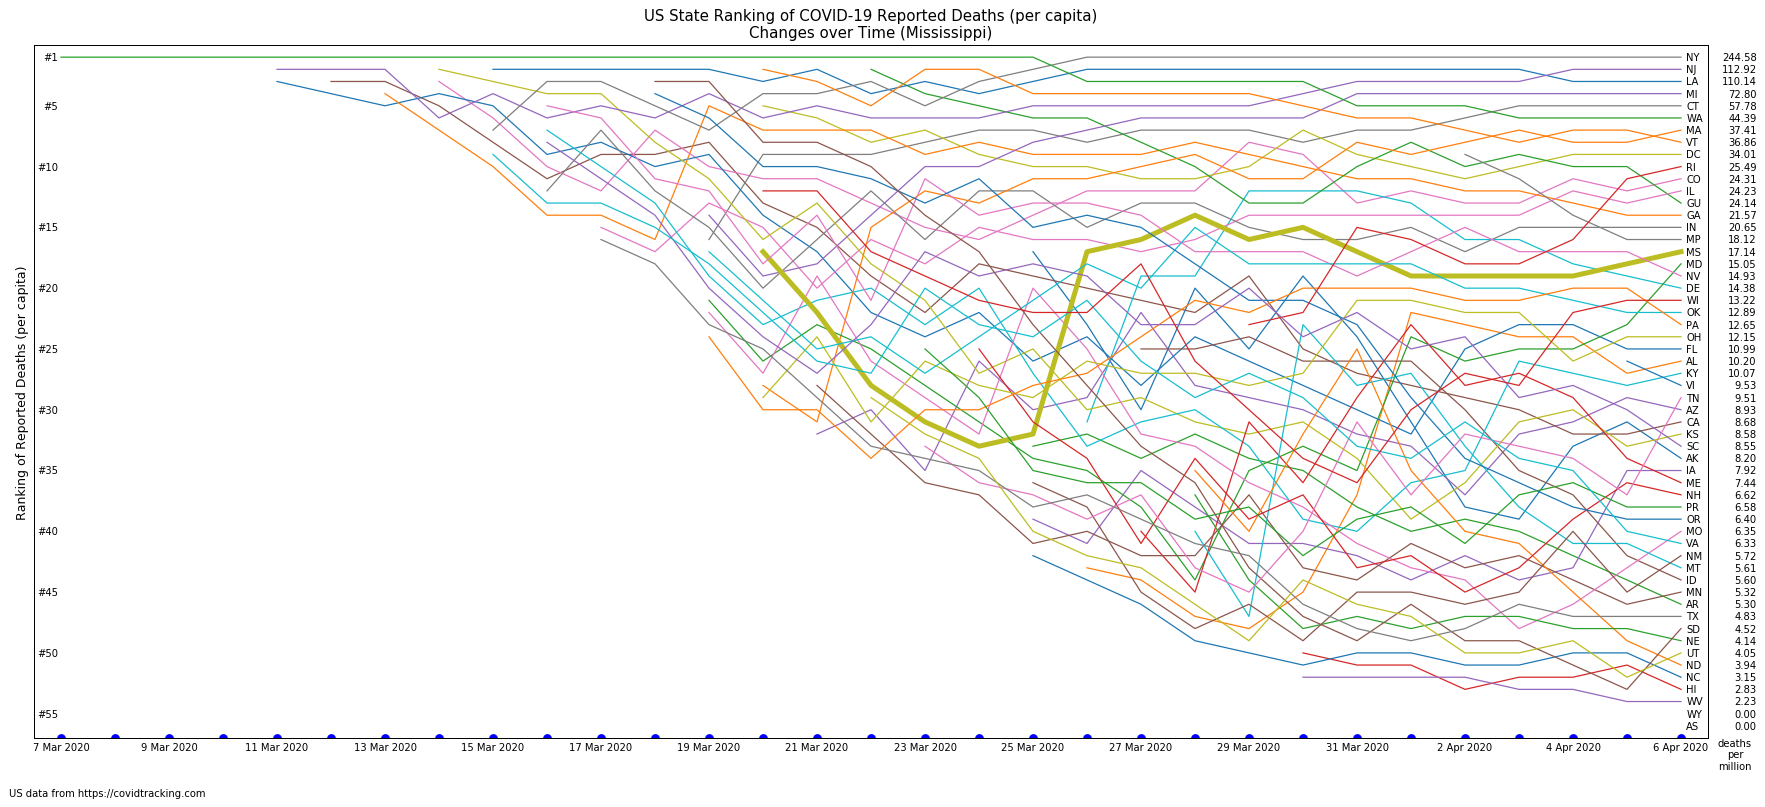 US State Ranking of COVID-19 Reported Deaths (per capita)
Changes over Time (Mississippi)
Ranking of Reported Deaths (per capita)
#1
#5
#10
#15
#20
#25
#30
#35
#40
#45
#50
#55
NY 244.58
NJ 112.92
LA 110.14
MI 72.80
CT 57.78
WA 44.39
MA 37.41
VT 36.86
DC 34.01
RI 25.49
CO 24.31
IL 24.23
GU 24.14
GA 21.57
IN 20.65
MP 18.12
MS 17.14
MD 15.05
NV 14.93
DE 14.38
WI 13.22
OK 12.89
PA 12.65
OH 12.15
FL 10.99
AL 10.20
KY 10.07
VI 9.53
TN 9.51
AZ 8.93
CA 8.68
KS 8.58
SC 8.55
AK 8.20
IA 7.92
ME 7.44
NH 6.62
PR 6.58
OR 6.40
MO 6.35
VA 6.33
NM 5.72
MT 5.61
ID 5.60
MN 5.32
AR 5.30
TX 4.83
SD 4.52
NE 4.14
UT 4.05
ND 3.94
NC 3.15
HI 2.83
WV 2.23
WY 0.00
AS 0.00
7 Mar 2020 9 Mar 2020 11 Mar 2020 13 Mar 2020 15 Mar 2020 17 Mar 2020 19 Mar 2020 21 Mar 2020 23 Mar 2020 25 Mar 2020 27 Mar 2020 29 Mar 2020 31 Mar 2020 2 Apr 2020 4 Apr 2020 6 Apr 2020
deaths
per
million
US data from https://covidtracking.com